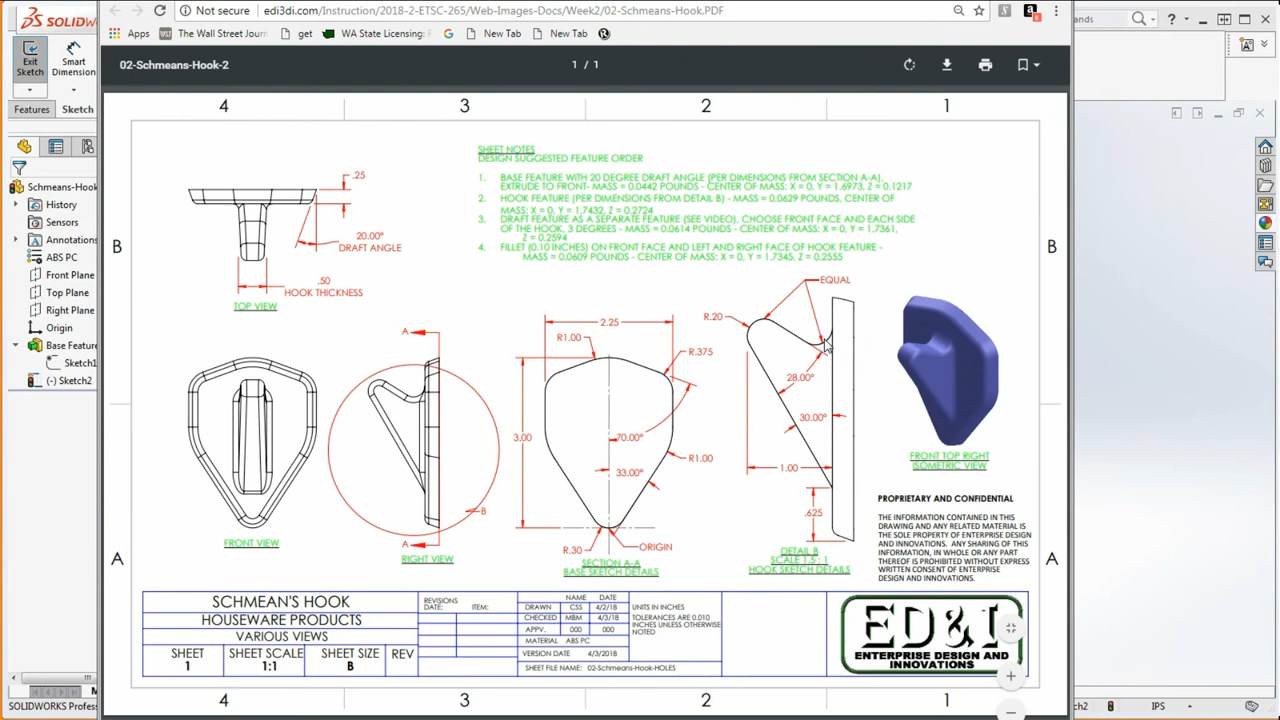 SOLIDW
Not secure
edi3di.com/Instruction/2018-2-ETSC-265/Web-Images-Docs/Week2/02-Schmeans-Hook.PDF
Apps
The Wall Street Journ
get
WA State Licensing:
New Tab
New Tab
Exit
Sketch
Smart
Dimension
Features
Sketch
ands
02-Schmeans-Hook-2
1 / 1
4
3
2
1
Schmeans-Hook
History
Sensors
Annotations
ABS PC
Front Plane
Top Plane
Right Plane
Origin
Base Feature
Sketch1
(-) Sketch2
SOLIDWORKS Profess
B
B
A
A
SHEET NOTES
DESIGN SUGGESTED FEATURE ORDER
1. BASE FEATURE WITH 20 DEGREE DRAFT ANGLE (PER DIMENSIONS FROM SECTION A-A),
EXTRUDE TO FRONT- MASS = 0.0442 POUNDS - CENTER OF MASS: X = 0, Y = 1.6973, Z = 0.1217
2. HOOK FEATURE (PER DIMENSIONS FROM DETAIL B) - MASS = 0.0629 POUNDS, CENTER OF
MASS: X = 0, Y = 1.7432, Z = 0.2724
3. DRAFT FEATURE AS A SEPARATE FEATURE (SEE VIDEO), CHOOSE FRONT FACE AND EACH SIDE
OF THE HOOK, 3 DEGREES - MASS = 0.0614 POUNDS - CENTER OF MASS: X = 0, Y = 1.7361,
Z = 0.2594
4. FILLET (0.10 INCHES) ON FRONT FACE AND LEFT AND RIGHT FACE OF HOOK FEATURE -
MASS = 0.0609 POUNDS - CENTER OF MASS: X = 0, Y = 1.7345, Z = 0.2555
.25
20.00°
DRAFT ANGLE
.50
HOOK THICKNESS
TOP VIEW
FRONT VIEW
A
B
A
RIGHT VIEW
2.25
R1.00
R.375
3.00
70.00°
33.00°
R1.00
R.30
ORIGIN
SECTION A-A
BASE SKETCH DETAILS
EQUAL
R.20
28.00°
30.00°
1.00
.625
DETAIL B
SCALE 1.5 : 1
HOOK SKETCH DETAILS
FRONT TOP RIGHT
ISOMETRIC VIEW
PROPRIETARY AND CONFIDENTIAL
THE INFORMATION CONTAINED IN THIS
DRAWING AND ANY RELATED MATERIAL IS
THE SOLE PROPERTY OF ENTERPRISE DESIGN
AND INNOVATIONS. ANY SHARING OF THIS
INFORMATION, IN WHOLE OR ANY PART
THEREOF IS PROHIBITED WITHOUT EXPRESS
WRITTEN CONSENT OF ENTERPRISE
DESIGN AND INNOVATIONS.
SCHMEAN'S HOOK
HOUSEWARE PRODUCTS
VARIOUS VIEWS
SHEET
1
SHEET SCALE
1:1
SHEET SIZE
B
REV
REVISIONS
DATE: ITEM:
NAME DATE
DRAWN CSS 4/2/18
CHECKED MBM 4/3/18
APPV. 000 000
MATERIAL ABS PC
VERSION DATE 4/3/2018
SHEET FILE NAME: 02-Schmeans-Hook-HOLES
UNITS IN INCHES
TOLERANCES ARE 0.010
INCHES UNLESS OTHERWISE
NOTED
ED&I
ENTERPRISE DESIGN AND
INNOVATIONS
4
3
2
1
tch2
IPS